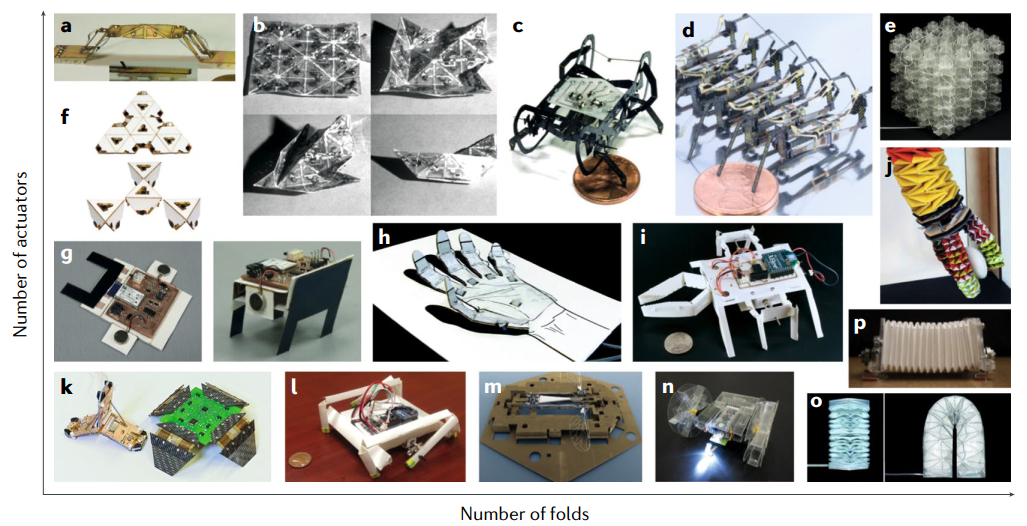 Number of actuators
a
b
c
d
e
f
g
h
i
j
k
l
m
n
o
p
Number of folds